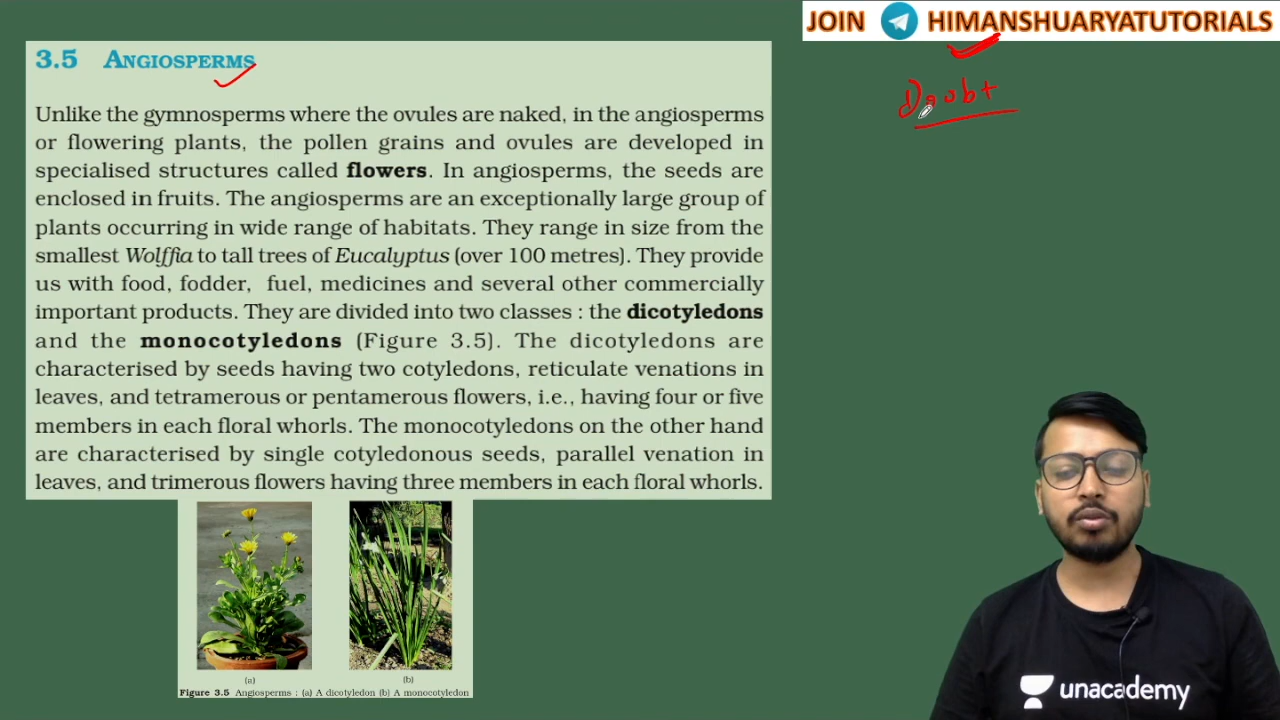 JOIN HIMANSHUARYATUTORIALS
Doubt
3.5 ANGIOSPERMS
Unlike the gymnosperms where the ovules are naked, in the angiosperms
or flowering plants, the pollen grains and ovules are developed in
specialised structures called flowers. In angiosperms, the seeds are
enclosed in fruits. The angiosperms are an exceptionally large group of
plants occurring in wide range of habitats. They range in size from the
smallest Wolffia to tall trees of Eucalyptus (over 100 metres). They provide
us with food, fodder, fuel, medicines and several other commercially
important products. They are divided into two classes : the dicotyledons
and the monocotyledons (Figure 3.5). The dicotyledons are
characterised by seeds having two cotyledons, reticulate venations in
leaves, and tetramerous or pentamerous flowers, i.e., having four or five
members in each floral whorls. The monocotyledons on the other hand
are characterised by single cotyledonous seeds, parallel venation in
leaves, and trimerous flowers having three members in each floral whorls.
(a) (b)
Figure 3.5 Angiosperms : (a) A dicotyledon (b) A monocotyledon
unacademy